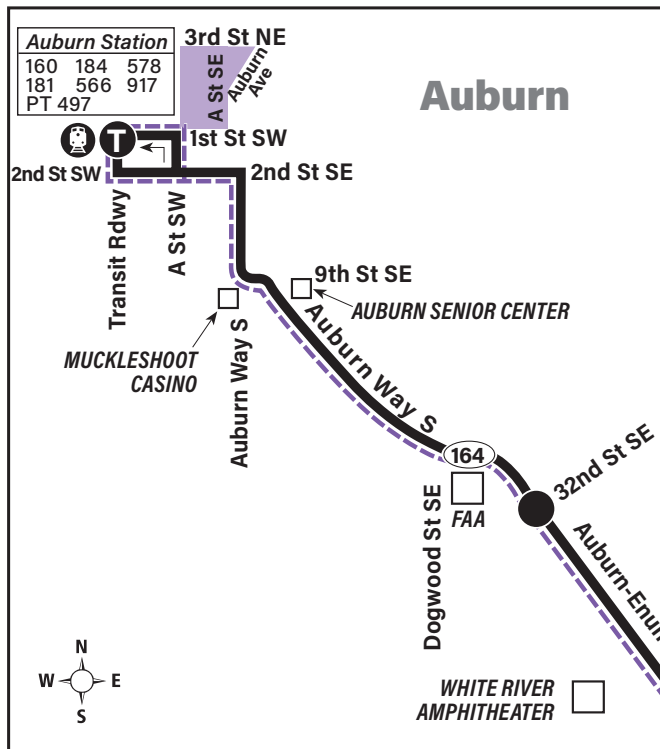 Auburn Station
160 184 578
181 566 917
PT 497
3rd St NE
A St SE
Auburn
Ave
Auburn
T
1st St SW
2nd St SW
2nd St SE
Transit Rdwy
A St SW
9th St SE
AUBURN SENIOR CENTER
MUCKLESHOOT
CASINO
Auburn Way S
Auburn Way S
164
32nd St SE
FAA
Dogwood St SE
Auburn-Enum
N
W E
S
WHITE RIVER
AMPHITHEATER